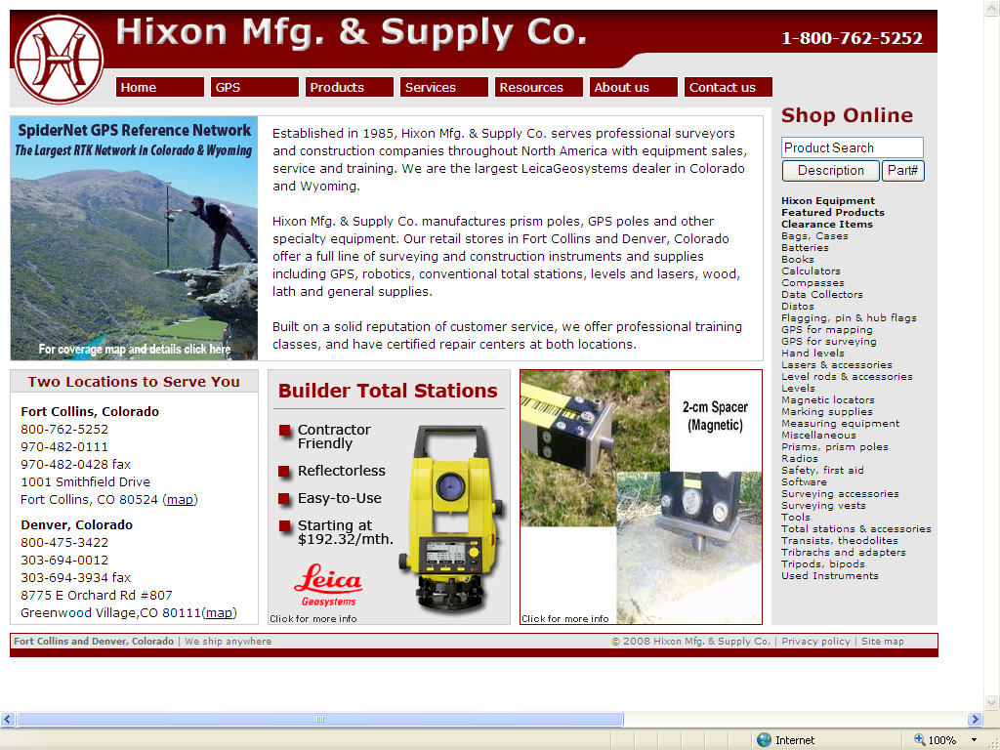 Hixon Mfg. & Supply Co.
1-800-762-5252
Home
GPS
Products
Services
Resources
About us
Contact us
SpiderNet GPS Reference Network
The Largest RTK Network in Colorado & Wyoming
For coverage map and details click here
Established in 1985, Hixon Mfg. & Supply Co. serves professional surveyors
and construction companies throughout North America with equipment sales,
service and training. We are the largest LeicaGeosystems dealer in Colorado
and Wyoming.
Hixon Mfg. & Supply Co. manufactures prism poles, GPS poles and other
specialty equipment. Our retail stores in Fort Collins and Denver, Colorado
offer a full line of surveying and construction instruments and supplies
including GPS, robotics, conventional total stations, levels and lasers, wood,
lath and general supplies.
Built on a solid reputation of customer service, we offer professional training
classes, and have certified repair centers at both locations.
Two Locations to Serve You
Fort Collins, Colorado
800-762-5252
970-482-0111
970-482-0428 fax
1001 Smithfield Drive
Fort Collins, CO 80524 (map)
Denver, Colorado
800-475-3422
303-694-0012
303-694-3934 fax
8775 E Orchard Rd #807
Greenwood Village,CO 80111(map)
Builder Total Stations
Contractor
Friendly
Reflectorless
Easy-to-Use
Starting at
$192.32/mth.
Leica
Geosystems
Click for more info
2-cm Spacer
(Magnetic)
Click for more info
Shop Online
Product Search
Description
Part#
Hixon Equipment
Featured Products
Clearance Items
Bags, Cases
Batteries
Books
Calculators
Compasses
Data Collectors
Distos
Flagging, pin & hub flags
GPS for mapping
GPS for surveying
Hand levels
Lasers & accessories
Level rods & accessories
Levels
Magnetic locators
Marking supplies
Measuring equipment
Miscellaneous
Prisms, prism poles
Radios
Safety, first aid
Software
Surveying accessories
Surveying vests
Tools
Total stations & accessories
Transists, theodolites
Tribrachs and adapters
Tripods, bipods
Used Instruments
Fort Collins and Denver, Colorado | We ship anywhere
© 2008 Hixon Mfg. & Supply Co. | Privacy policy | Site map
Internet
100%